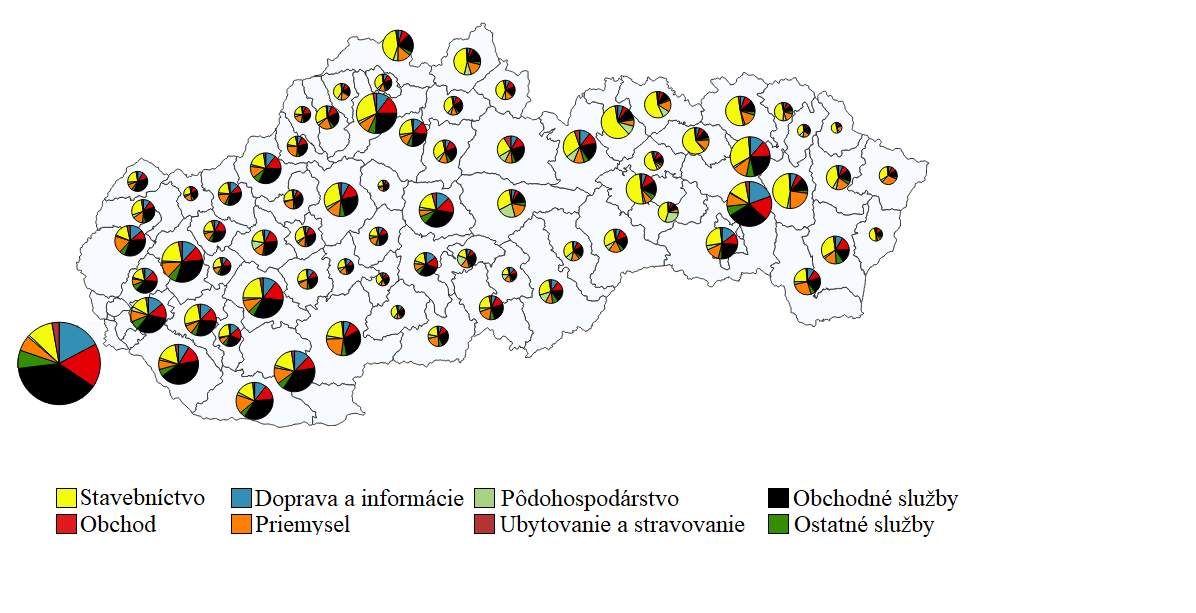 Stavebníctvo Doprava a informácie Pôdohospodárstvo Obchodné služby
Obchod Priemysel Ubytovanie a stravovanie Ostatné služby